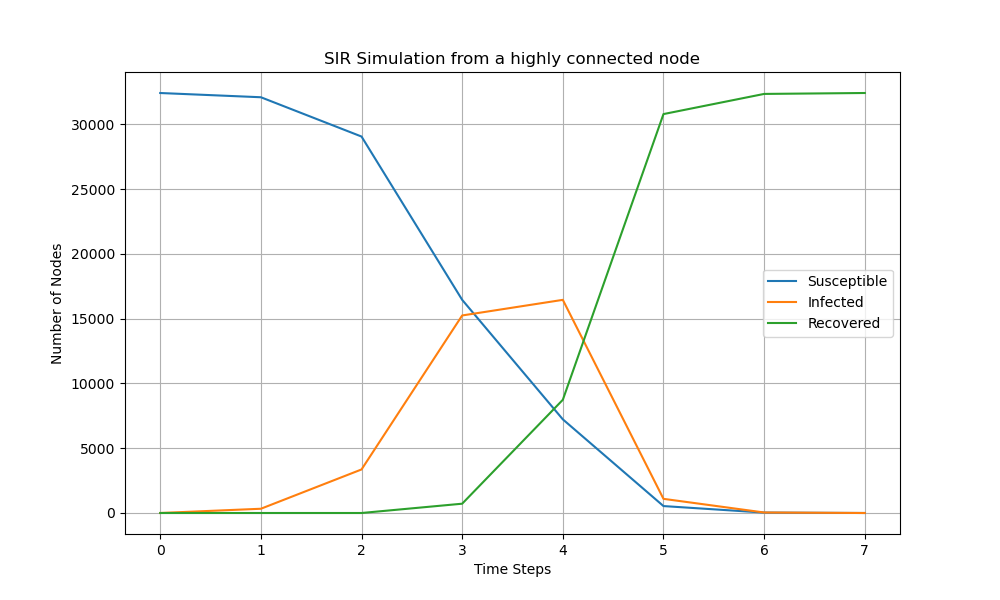 SIR Simulation from a highly connected node
Number of Nodes
30000
25000
20000
15000
10000
5000
0
Susceptible
Infected
Recovered
0 1 2 3 4 5 6 7
Time Steps